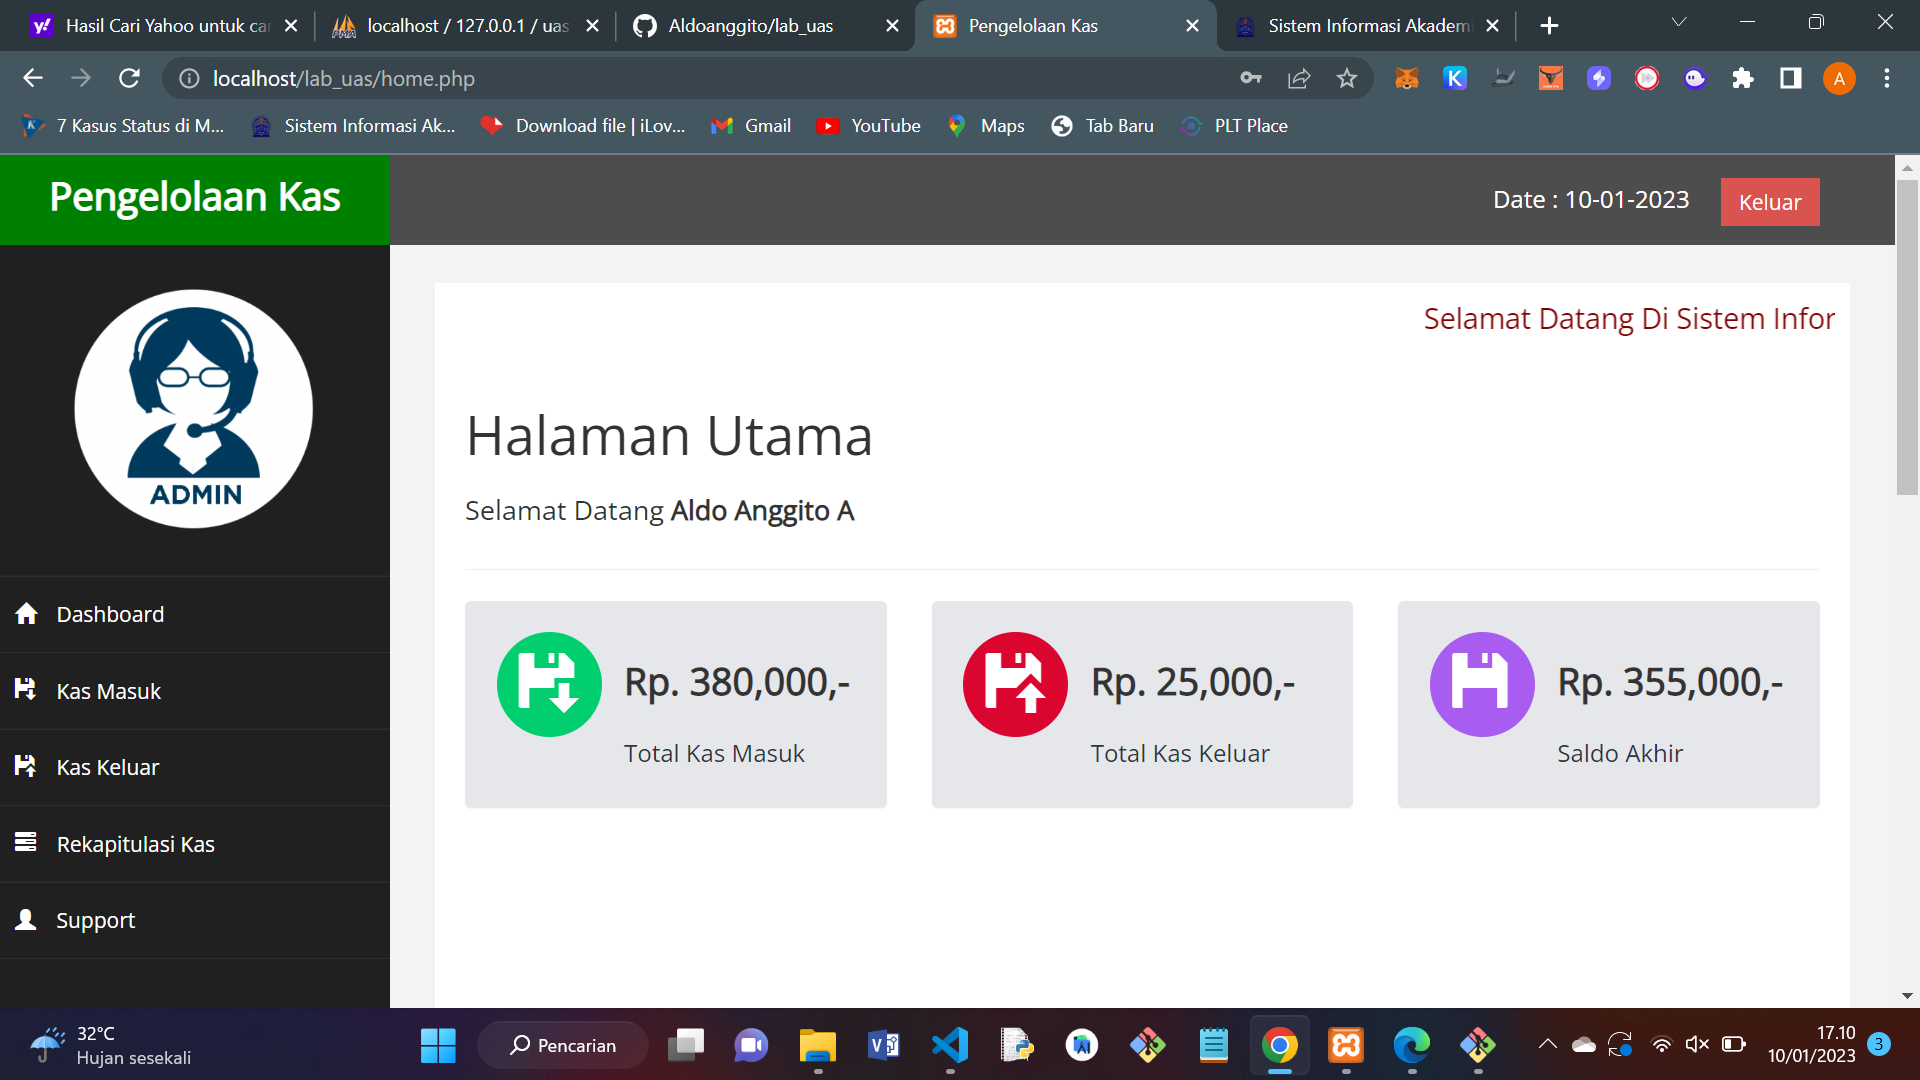 Hasil Cari Yahoo untuk ca
localhost / 127.0.0.1 / uas
Aldoanggito/lab_uas
Pengelolaan Kas
Sistem Informasi Akademi
localhost/lab_uas/home.php
A
7 Kasus Status di M...
Sistem Informasi Ak...
Download file | iLov...
Gmail
YouTube
Maps
Tab Baru
PLT Place
Pengelolaan Kas
Date : 10-01-2023
Keluar
Selamat Datang Di Sistem Infor
ADMIN
Halaman Utama
Selamat Datang Aldo Anggito A
Dashboard
Kas Masuk
Kas Keluar
Rekapitulasi Kas
Support
Rp. 380,000,-
Total Kas Masuk
Rp. 25,000,-
Total Kas Keluar
Rp. 355,000,-
Saldo Akhir
32°C
Hujan sesekali
Pencarian
17.10
10/01/2023
3